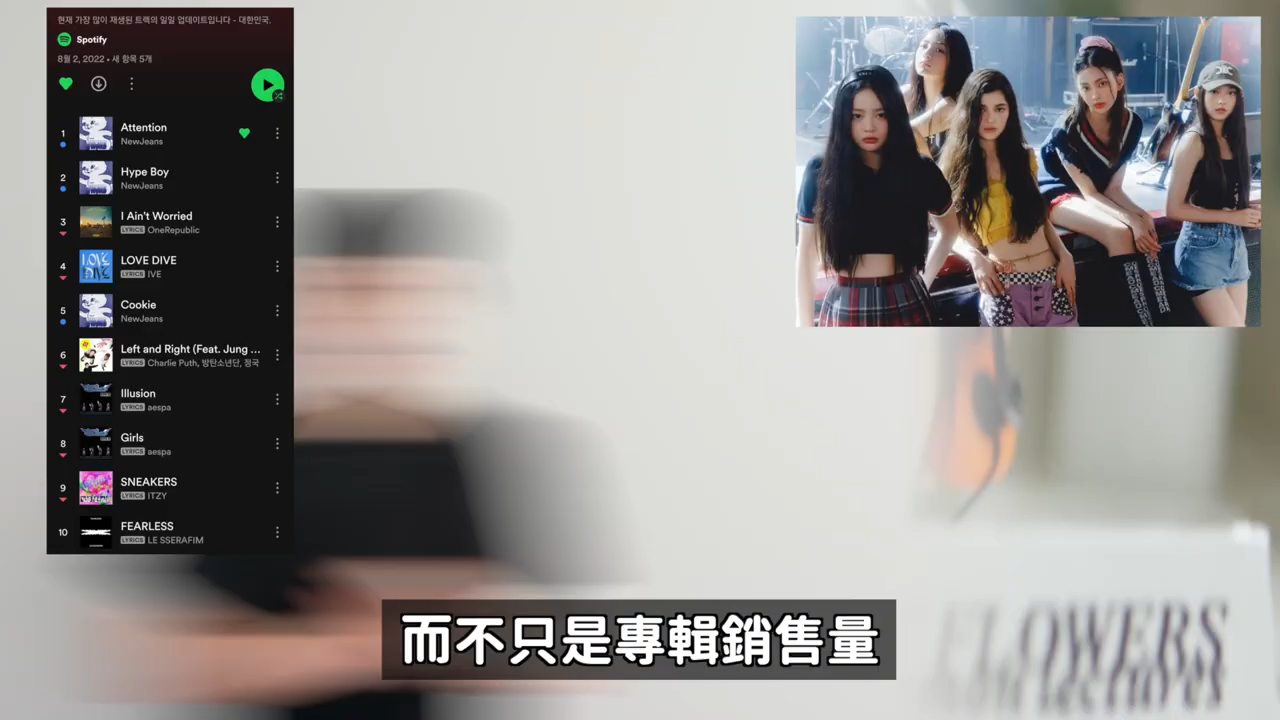 현재 가장 많이 재생된 트랙의 일일 업데이트입니다 - 대한민국.
Spotify
8월 2, 2022 • 새 항목 5개
1
Attention
NewJeans
2
Hype Boy
NewJeans
3
I Ain't Worried
LYRICS OneRepublic
4
LOVE DIVE
LYRICS IVE
5
Cookie
NewJeans
6
Left and Right (Feat. Jung ...
LYRICS Charlie Puth, 방탄소년단, 정국
7
Illusion
LYRICS aespa
8
Girls
LYRICS aespa
9
SNEAKERS
LYRICS ITZY
10
FEARLESS
LYRICS LE SSERAFIM
而不只是專輯銷售量
FLOWERS